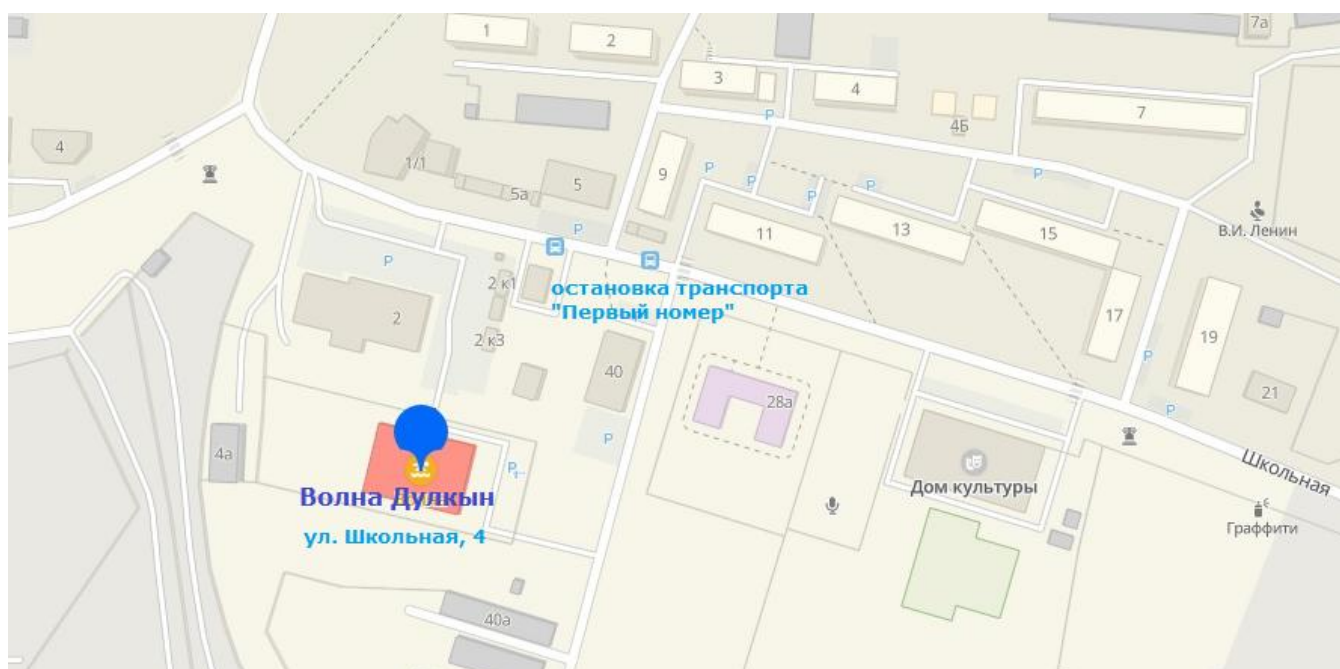 1
2
7а
3
4
7
4Б
4
1/1
5а
5
9
P
P
P
P
P
P
В.И. Ленин
11
13
15
P
P
2 к1
остановка транспорта
"Первый номер"
2
2 к3
17
19
P
40
28а
21
P
P
4а
P
Школьная
Дом культуры
Волна Дулкын
ул. Школьная, 4
Граффити
40а